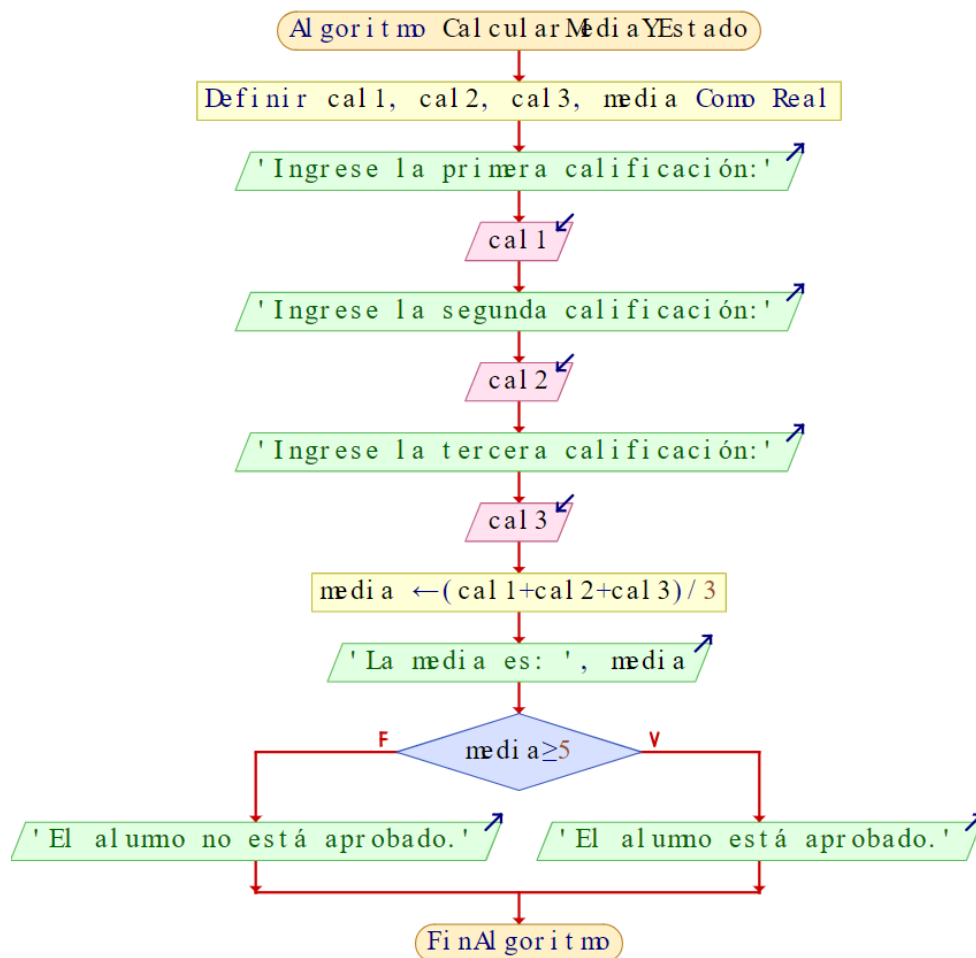 Algoritmo CalcularMediaYEstado
Definir cal1, cal2, cal3, media Como Real
'Ingrese la primera calificación:'
cal1
'Ingrese la segunda calificación:'
cal2
'Ingrese la tercera calificación:'
cal3
media ←(cal1+cal2+cal3)/3
'La media es: ', media
F
V
media≥5
'El alumno no está aprobado.'
'El alumno está aprobado.'
FinAlgoritmo